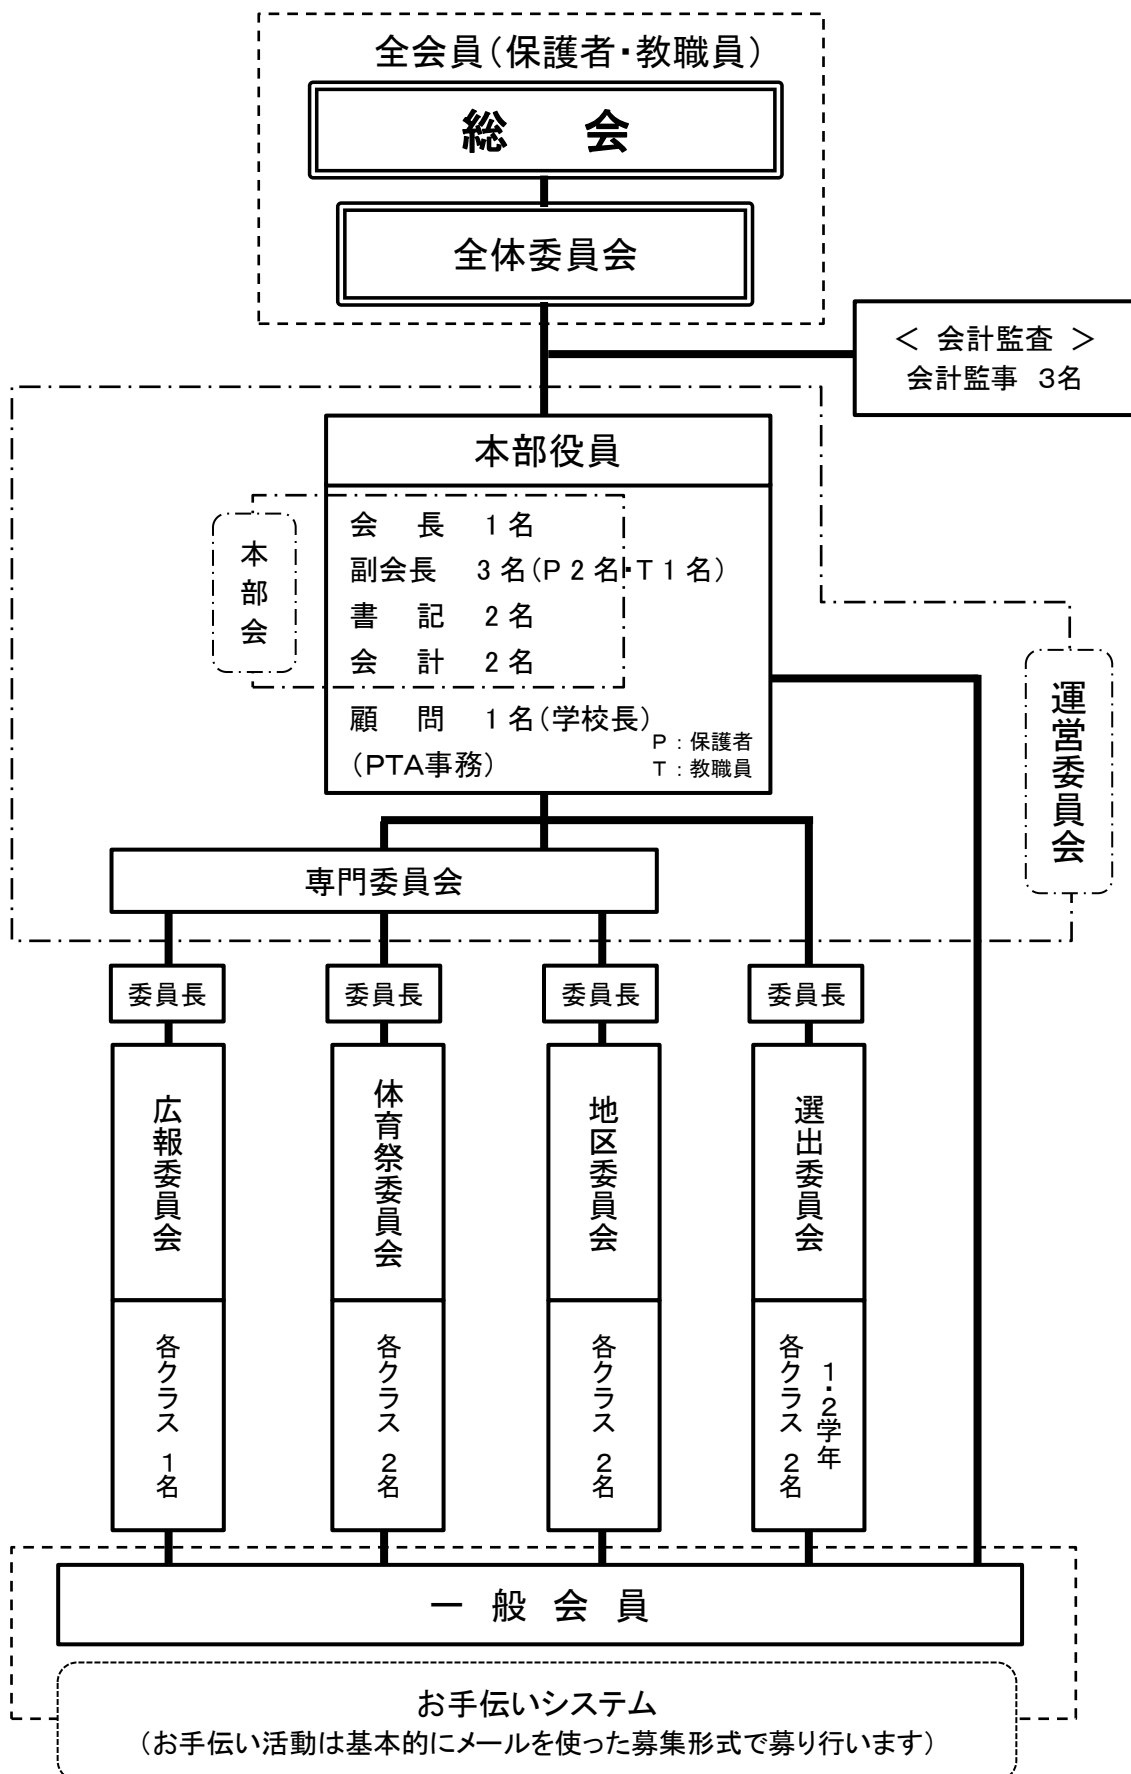 全会員(保護者・教職員)
総　会
全体委員会
＜ 会計監査 ＞
会計監事 3名
本部役員
本部会
会　長　1名
副会長　3名(P2名・T1名)
書　記　2名
会　計　2名
顧　問　1名(学校長)
(PTA事務)
P：保護者
T：教職員
運営委員会
専門委員会
委員長
委員長
委員長
委員長
広報委員会
体育祭委員会
地区委員会
選出委員会
各クラス 1名
各クラス 2名
各クラス 2名
1・2学年
各クラス 2名
一 般 会 員
お手伝いシステム
(お手伝い活動は基本的にメールを使った募集形式で募り行います)